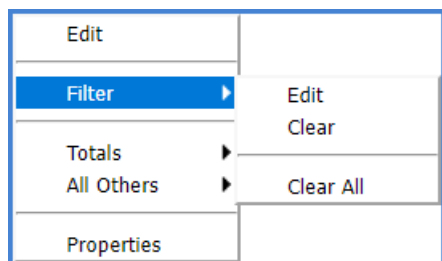 Edit
Filter
Edit
Clear
Clear All
Totals
All Others
Properties